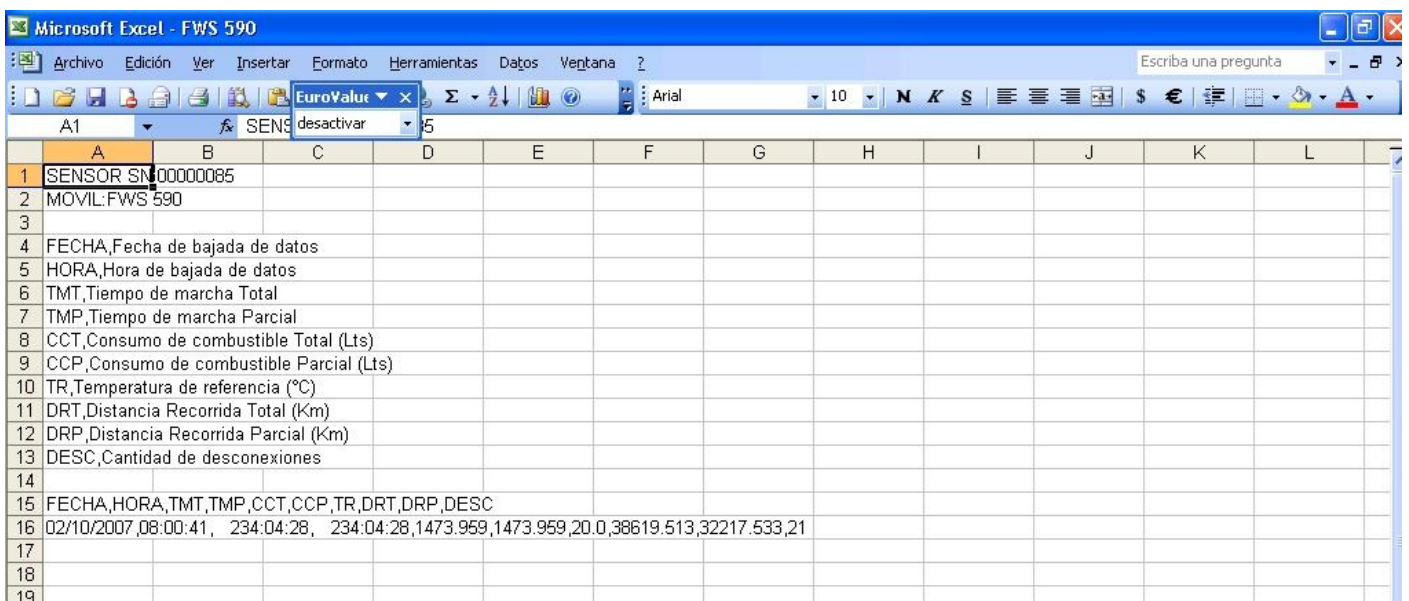 Microsoft Excel - FWS 590
Archivo Edición Ver Insertar Formato Herramientas Datos Ventana ? Escriba una pregunta
EuroValue Σ Arial 10 N K S $ €
desactivar
A1 fx SENS 85
A B C D E F G H I J K L
1 SENSOR SN 00000085
2 MOVIL:FWS 590
3
4 FECHA,Fecha de bajada de datos
5 HORA,Hora de bajada de datos
6 TMT,Tiempo de marcha Total
7 TMP,Tiempo de marcha Parcial
8 CCT,Consumo de combustible Total (Lts)
9 CCP,Consumo de combustible Parcial (Lts)
10 TR,Temperatura de referencia (°C)
11 DRT,Distancia Recorrida Total (Km)
12 DRP,Distancia Recorrida Parcial (Km)
13 DESC,Cantidad de desconexiones
14
15 FECHA,HORA,TMT,TMP,CCT,CCP,TR,DRT,DRP,DESC
16 02/10/2007,08:00:41, 234:04:28, 234:04:28,1473.959,1473.959,20.0,38619.513,32217.533,21
17
18
19